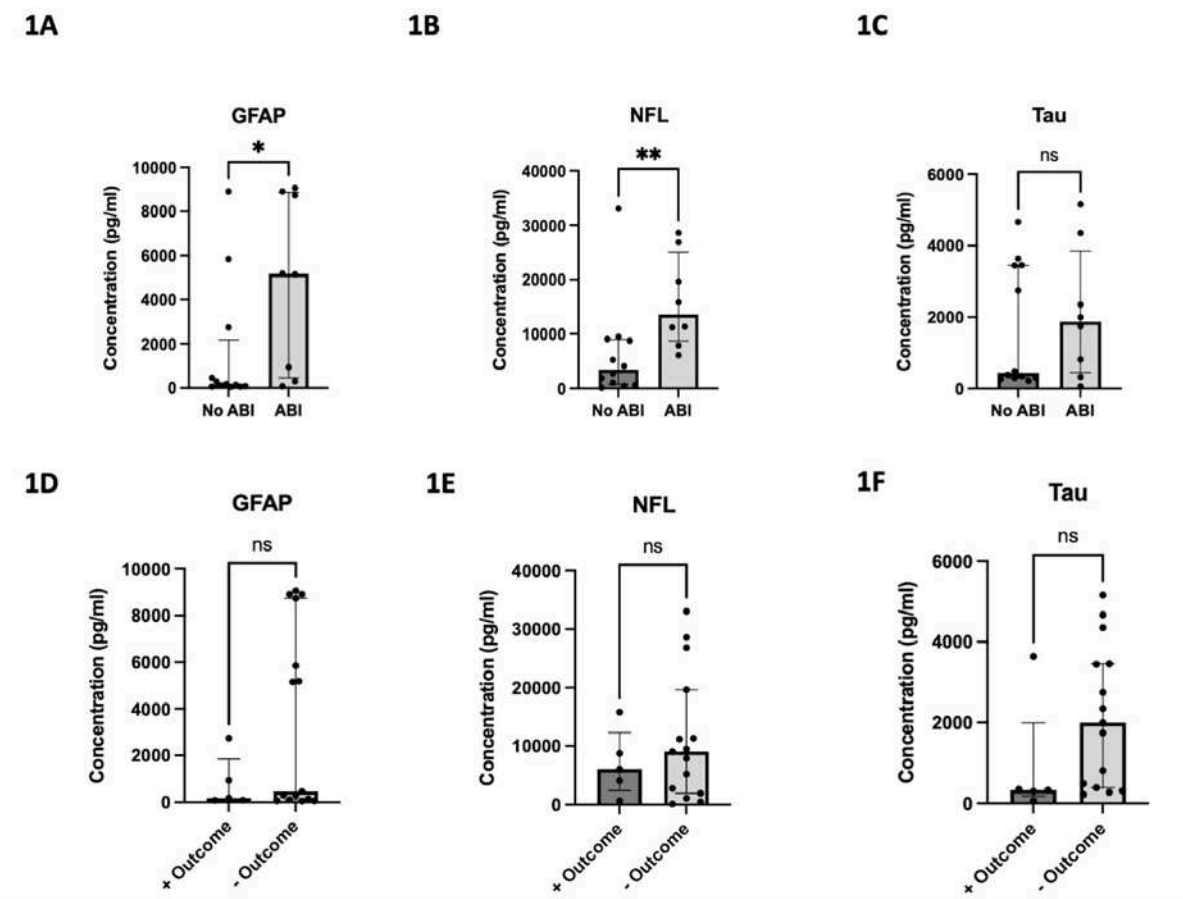 1A
1B
1C
GFAP
*
Concentration (pg/ml)
10000
8000
6000
4000
2000
0
No ABI ABI
NFL
**
Concentration (pg/ml)
40000
30000
20000
10000
0
No ABI ABI
Tau
ns
Concentration (pg/ml)
6000
4000
2000
0
No ABI ABI
1D
1E
1F
GFAP
ns
Concentration (pg/ml)
10000
8000
6000
4000
2000
0
+ Outcome
- Outcome
NFL
ns
Concentration (pg/ml)
40000
30000
20000
10000
0
+ Outcome
- Outcome
Tau
ns
Concentration (pg/ml)
6000
4000
2000
0
+ Outcome
- Outcome